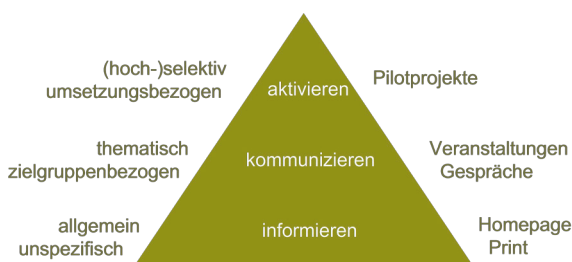 (hoch-)selektiv
umsetzungsbezogen
aktivieren
Pilotprojekte
thematisch
zielgruppenbezogen
kommunizieren
Veranstaltungen
Gespräche
allgemein
unspezifisch
informieren
Homepage
Print